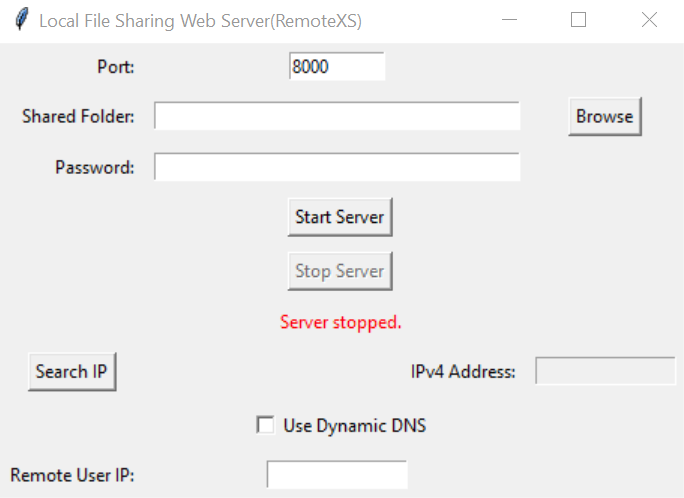 Local File Sharing Web Server(RemoteXS)
Port: 8000
Shared Folder: Browse
Password:
Start Server
Stop Server
Server stopped.
Search IP IPv4 Address:
Use Dynamic DNS
Remote User IP: